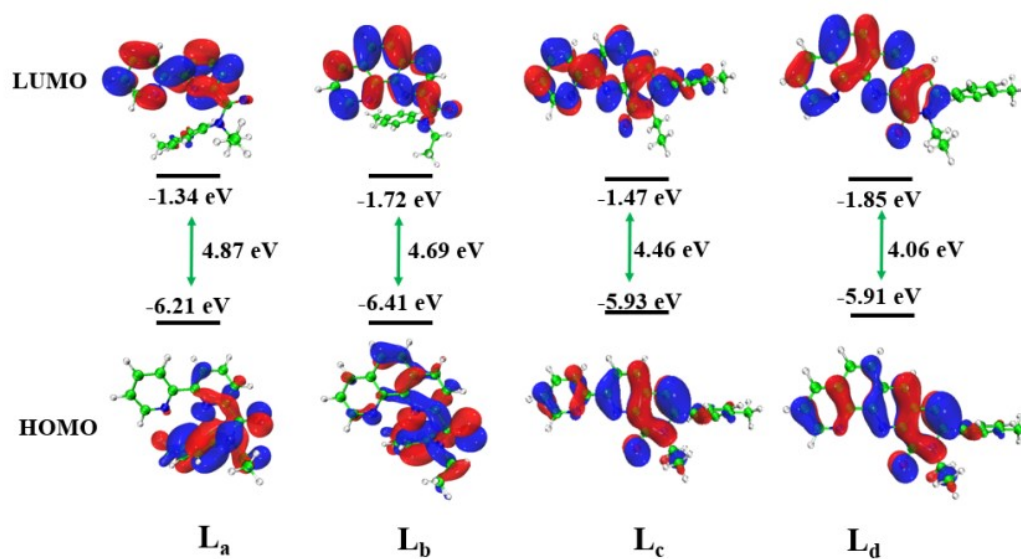 LUMO
-1.34 eV -1.72 eV -1.47 eV -1.85 eV
4.87 eV 4.69 eV 4.46 eV 4.06 eV
-6.21 eV -6.41 eV -5.93 eV -5.91 eV
HOMO
La Lb Lc Ld